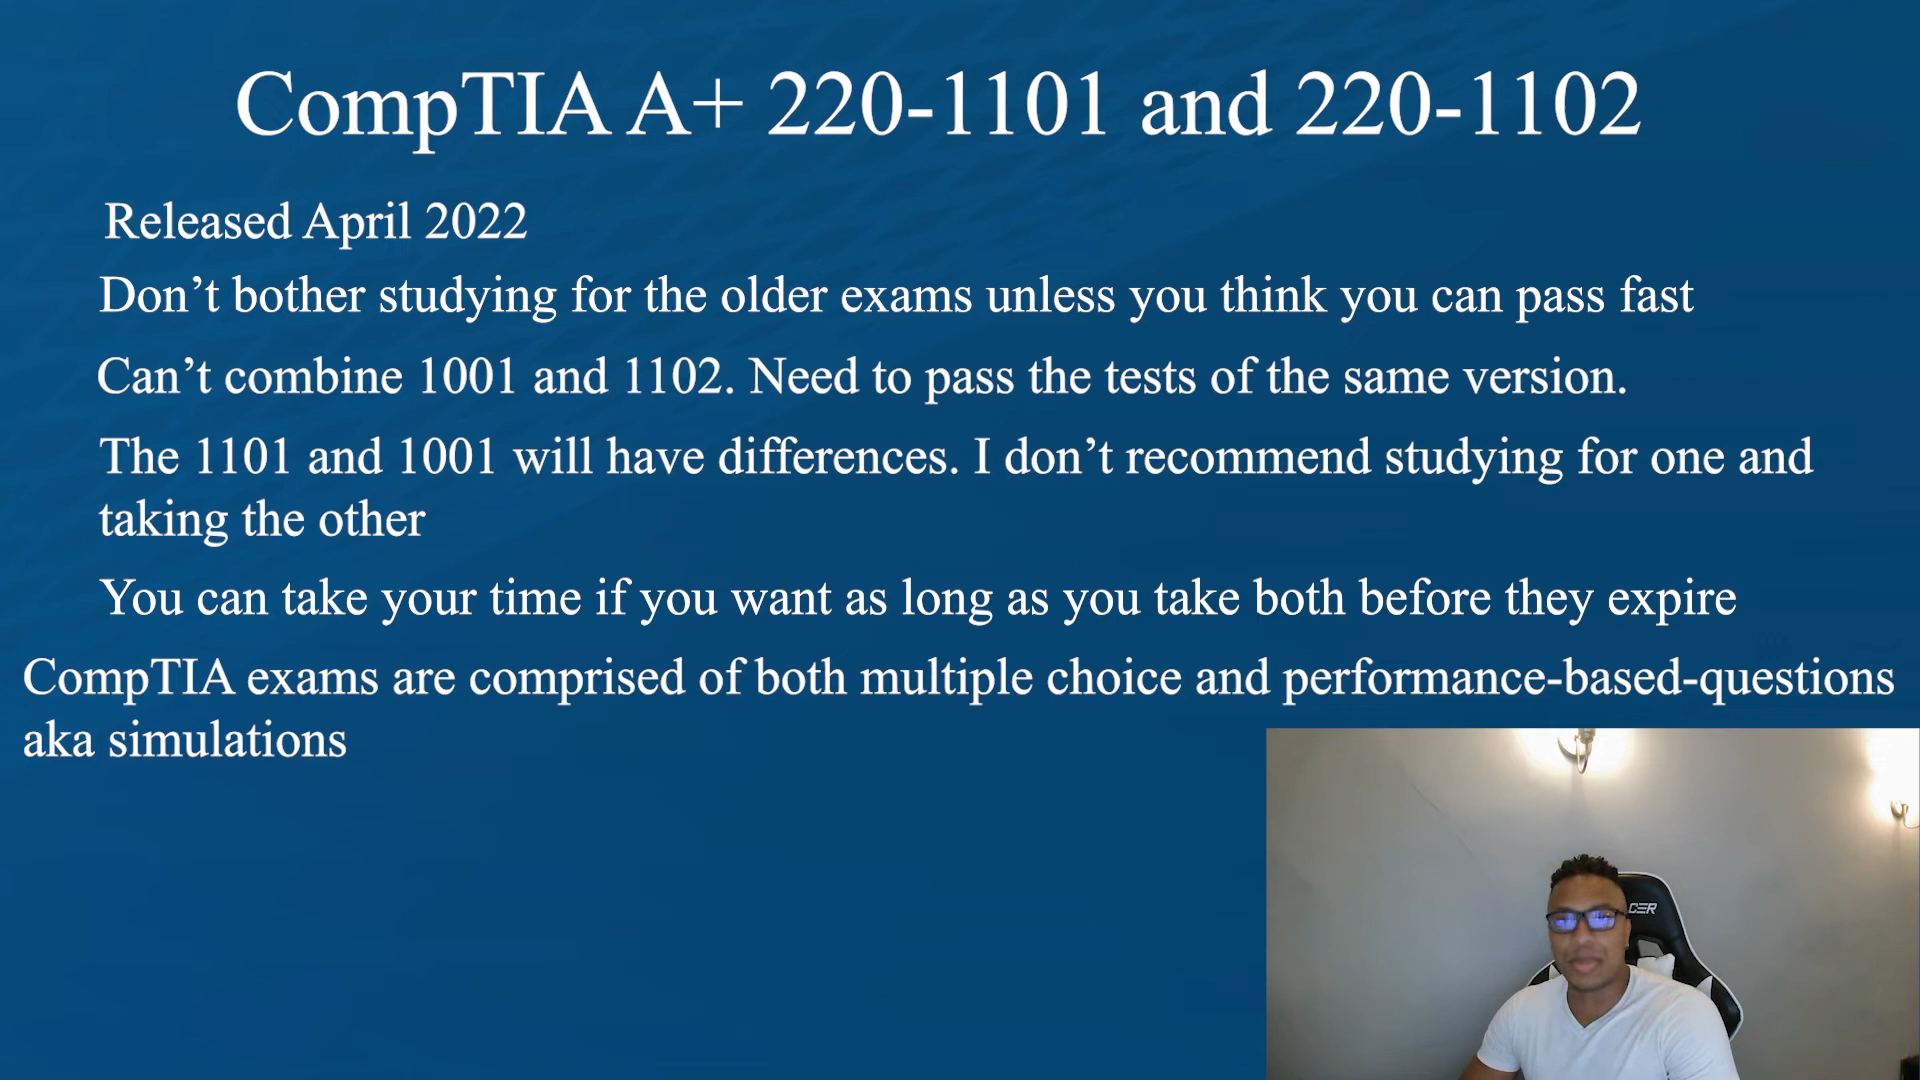 CompTIA A+ 220-1101 and 220-1102
Released April 2022
Don’t bother studying for the older exams unless you think you can pass fast
Can’t combine 1001 and 1102. Need to pass the tests of the same version.
The 1101 and 1001 will have differences. I don’t recommend studying for one and
taking the other
You can take your time if you want as long as you take both before they expire
CompTIA exams are comprised of both multiple choice and performance-based-questions
aka simulations